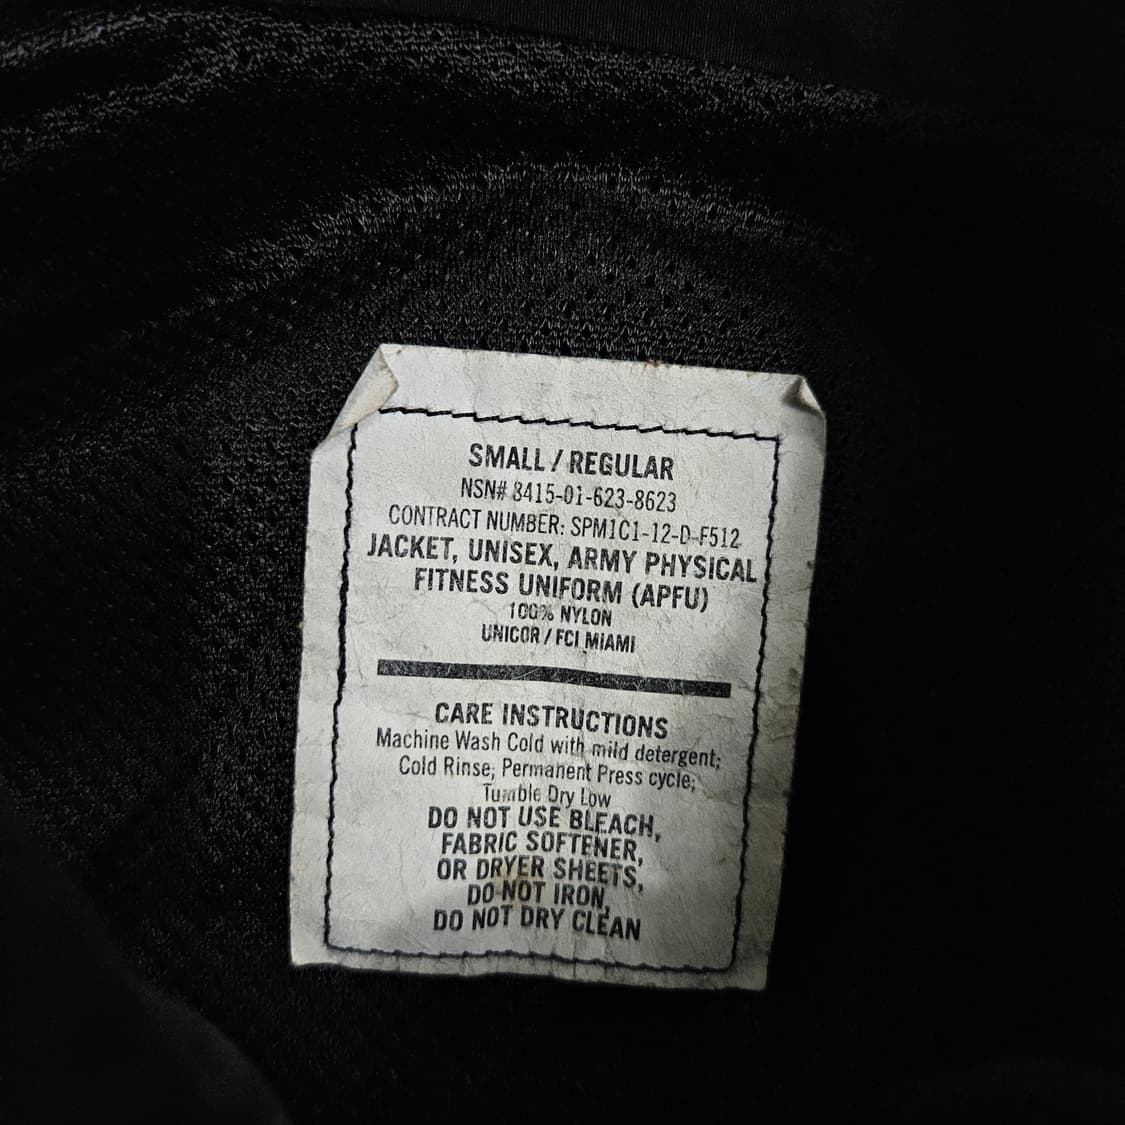 SMALL / REGULAR
NSN# 8415-01-623-8623
CONTRACT NUMBER: SPM1C1-12-D-F512
JACKET, UNISEX, ARMY PHYSICAL
FITNESS UNIFORM (APFU)
100% NYLON
UNICOR / FCI MIAMI
CARE INSTRUCTIONS
Machine Wash Cold with mild detergent;
Cold Rinse; Permanent Press cycle;
Tumble Dry Low
DO NOT USE BLEACH,
FABRIC SOFTENER,
OR DRYER SHEETS,
DO NOT IRON,
DO NOT DRY CLEAN